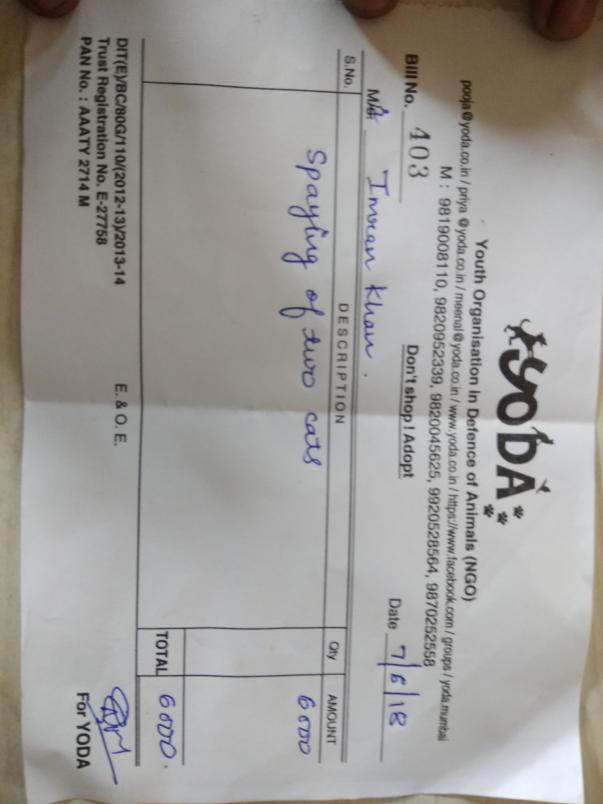 YODA
Youth Organisation in Defence of Animals (NGO)
pooja@yoda.co.in / priya @yoda.co.in / meenal@yoda.co.in / www.yoda.co.in / https://www.facebook.com / groups / yoda.mumbai
M : 9819008110, 9820952339, 9820045625, 9920528564, 9870252558
Bill No. 403 Don't shop ! Adopt Date 7/6/18
Imran Khan.
S.No. DESCRIPTION Qty AMOUNT
Spaying of two cats 6000
TOTAL 6000.
DIT(E)/BC/80G/110/(2012-13)/2013-14 E. & O. E.
Trust Registration No. E-27758
PAN No. : AAATY 2714 M For YODA